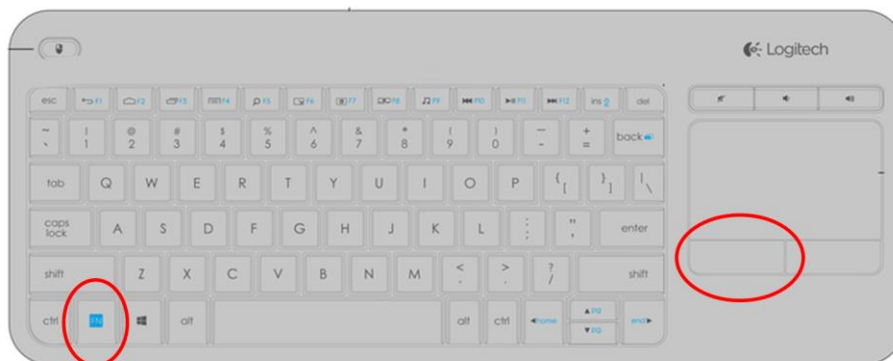 Logitech
esc F1 F2 F3 F4 F5 F6 F7 F8 F9 F10 F11 F12 ins del
~ ` ! 1 @ 2 # 3 $ 4 % 5 ^ 6 & 7 * 8 ( 9 ) 0 — - + = back
tab Q W E R T Y U I O P { [ } ] | \
caps lock A S D F G H J K L : ; " ' enter
shift Z X C V B N M < , > . ? / shift
ctrl FN alt alt ctrl home pg pg end